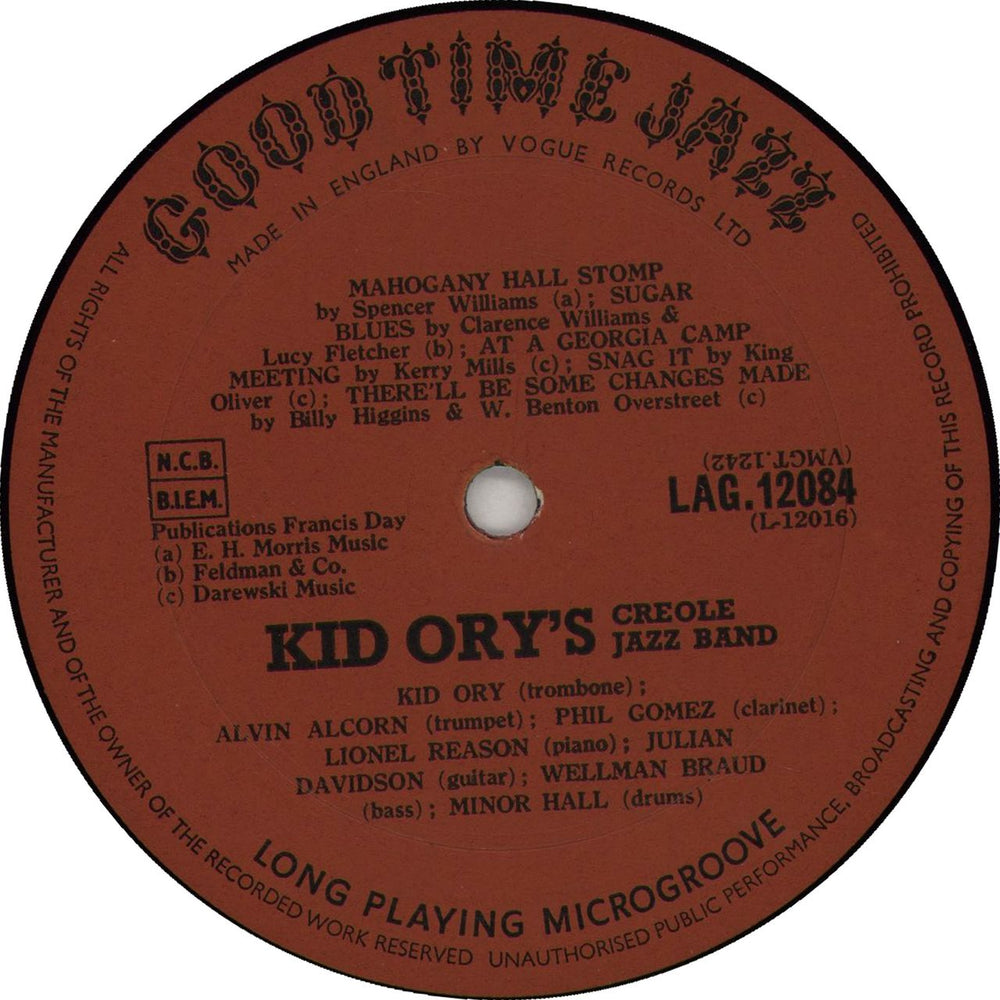 GOOD TIME JAZZ
MADE IN ENGLAND BY VOGUE RECORDS LTD
MAHOGANY HALL STOMP
by Spencer Williams (a); SUGAR
BLUES by Clarence Williams &
Lucy Fletcher (b); AT A GEORGIA CAMP
MEETING by Kerry Mills (c); SNAG IT by King
Oliver (c); THERE'LL BE SOME CHANGES MADE
by Billy Higgins & W. Benton Overstreet (c)
N.C.B.
B.I.E.M.
Publications Francis Day
(a) E. H. Morris Music
(b) Feldman & Co.
(c) Darewski Music
(VMGT.1242)
LAG.12084
(L-12016)
KID ORY'S CREOLE
JAZZ BAND
KID ORY (trombone);
ALVIN ALCORN (trumpet); PHIL GOMEZ (clarinet);
LIONEL REASON (piano); JULIAN
DAVIDSON (guitar); WELLMAN BRAUD
(bass); MINOR HALL (drums)
LONG PLAYING MICROGROOVE
ALL RIGHTS OF THE MANUFACTURER AND OF THE OWNER OF THE RECORDED WORK RESERVED UNAUTHORISED PUBLIC PERFORMANCE, BROADCASTING AND COPYING OF THIS RECORD PROHIBITED